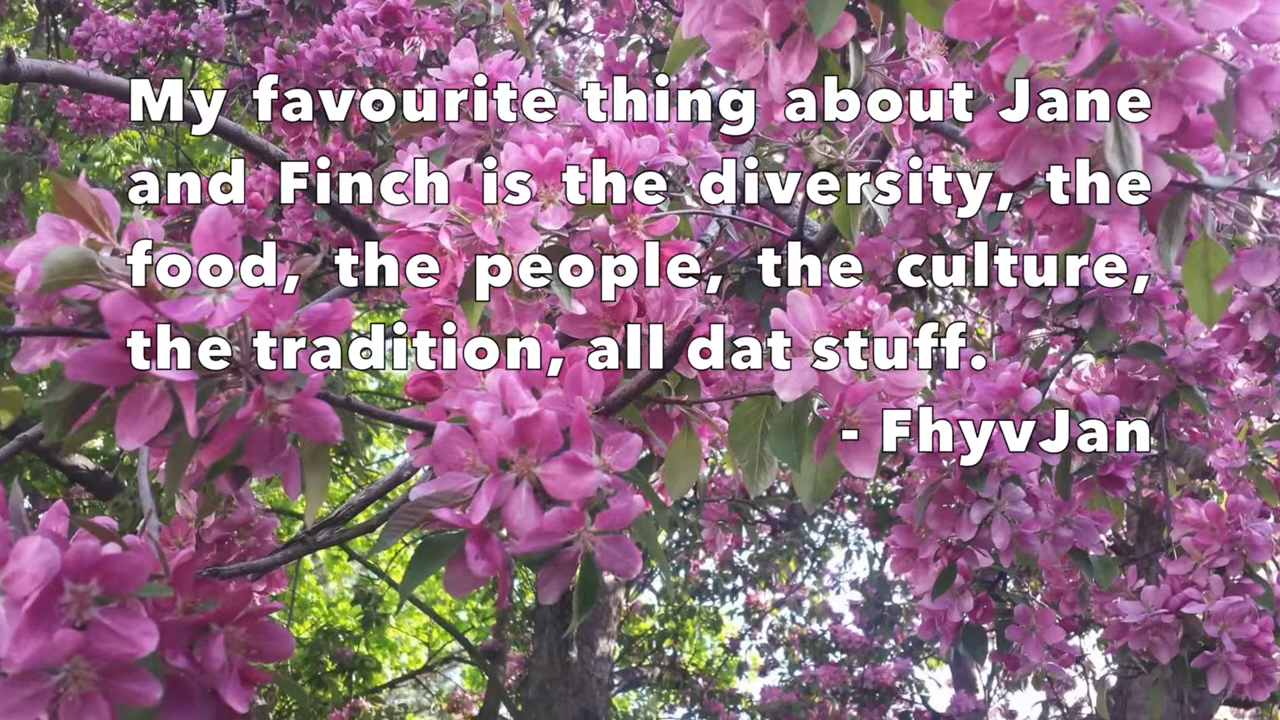 My favourite thing about Jane
and Finch is the diversity, the
food, the people, the culture,
the tradition, all dat stuff.
- FhyvJan